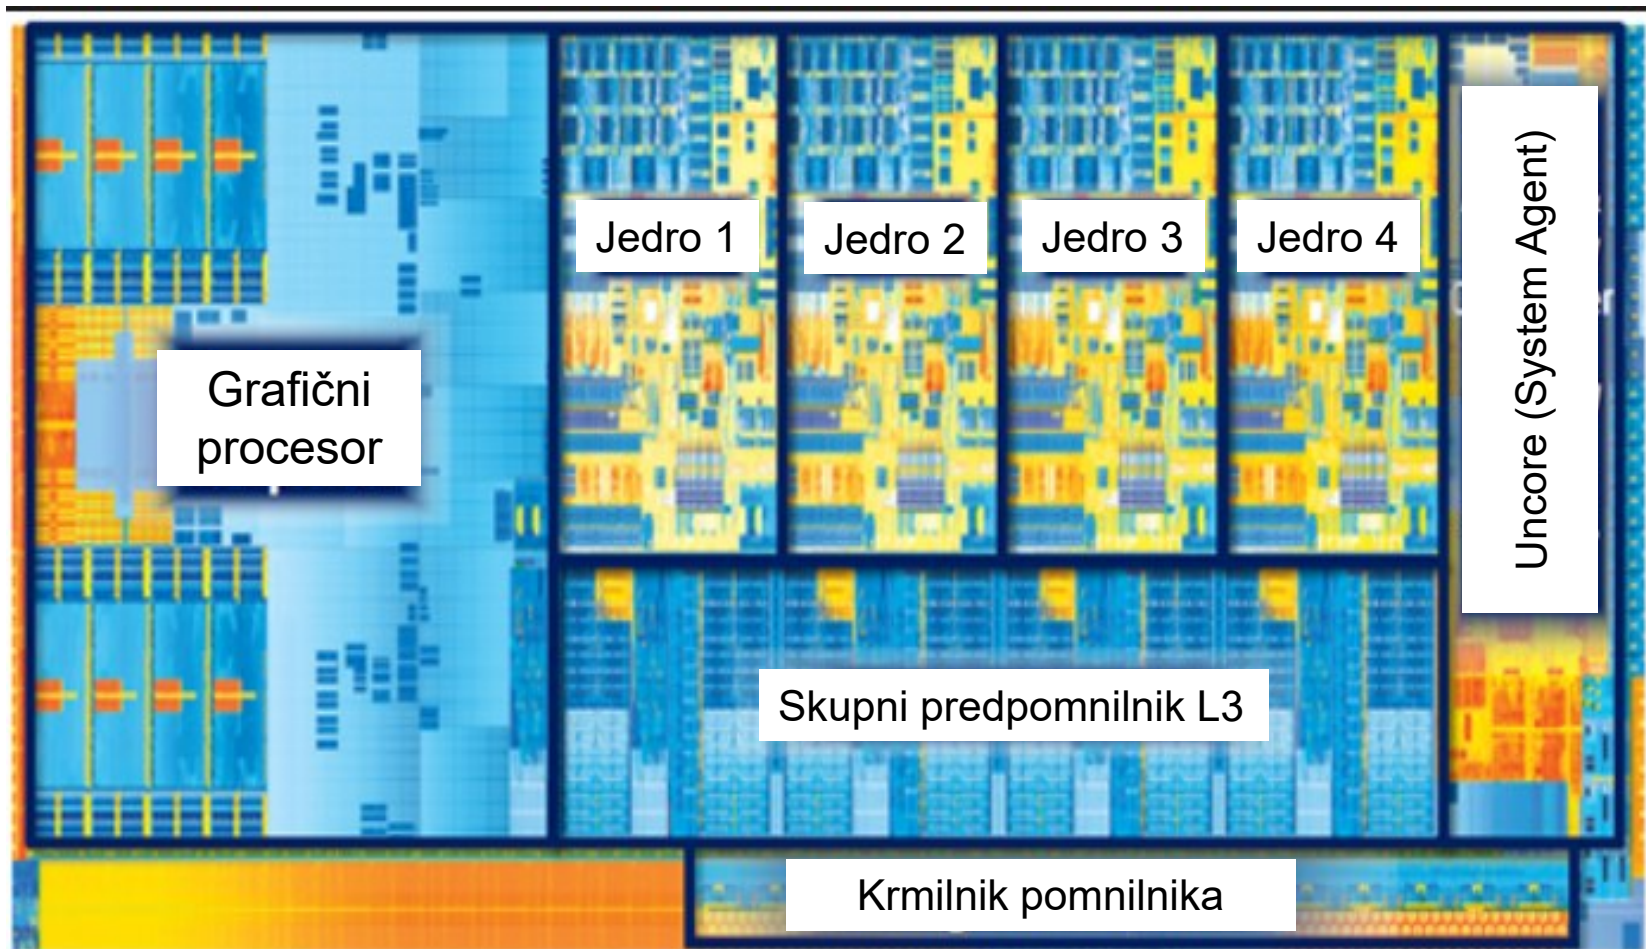 Jedro 1
Jedro 2
Jedro 3
Jedro 4
Uncore (System Agent)
Grafični
procesor
Skupni predpomnilnik L3
Krmilnik pomnilnika